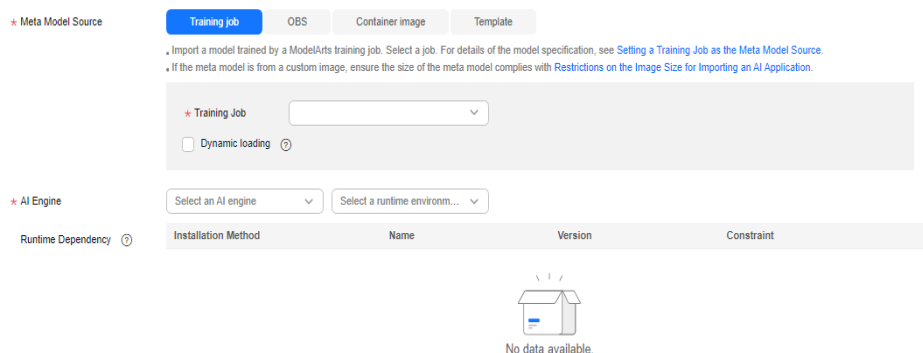 * Meta Model Source Training job OBS Container image Template
Import a model trained by a ModelArts training job. Select a job. For details of the model specification, see Setting a Training Job as the Meta Model Source.
If the meta model is from a custom image, ensure the size of the meta model complies with Restrictions on the Image Size for Importing an AI Application.
* Training Job
Dynamic loading ?
* AI Engine Select an AI engine Select a runtime environm...
Runtime Dependency ? Installation Method Name Version Constraint
No data available.